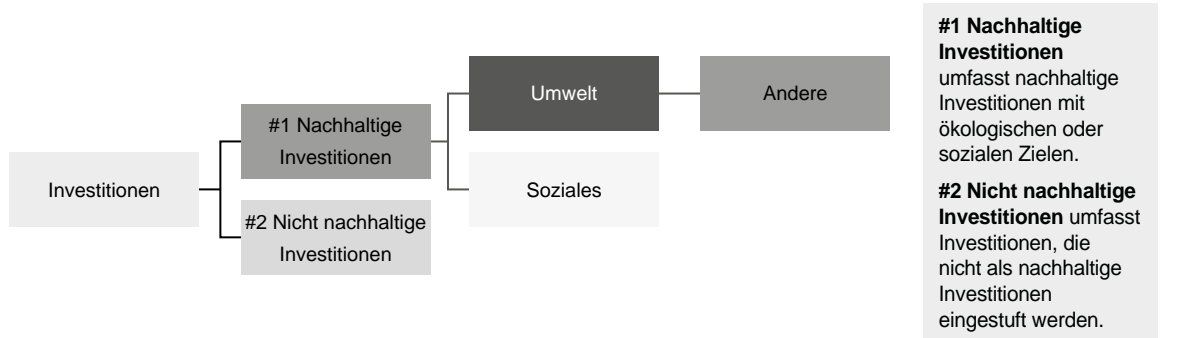 Investitionen
#1 Nachhaltige
Investitionen
#2 Nicht nachhaltige
Investitionen
Umwelt
Soziales
Andere
#1 Nachhaltige
Investitionen
umfasst nachhaltige
Investitionen mit
ökologischen oder
sozialen Zielen.
#2 Nicht nachhaltige
Investitionen umfasst
Investitionen, die
nicht als nachhaltige
Investitionen
eingestuft werden.